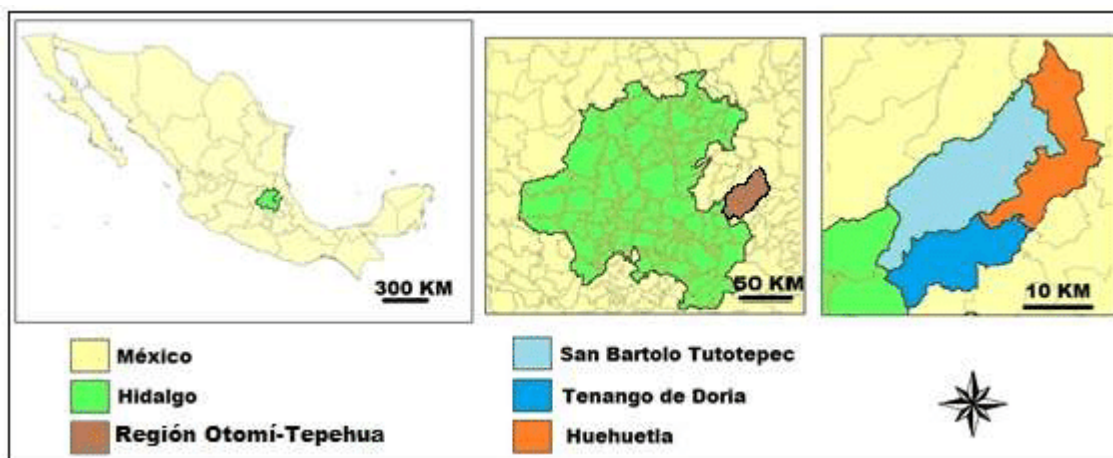 300 KM
50 KM
10 KM
México
Hidalgo
Región Otomí-Tepehua
San Bartolo Tutotepec
Tenango de Doria
Huehuetla